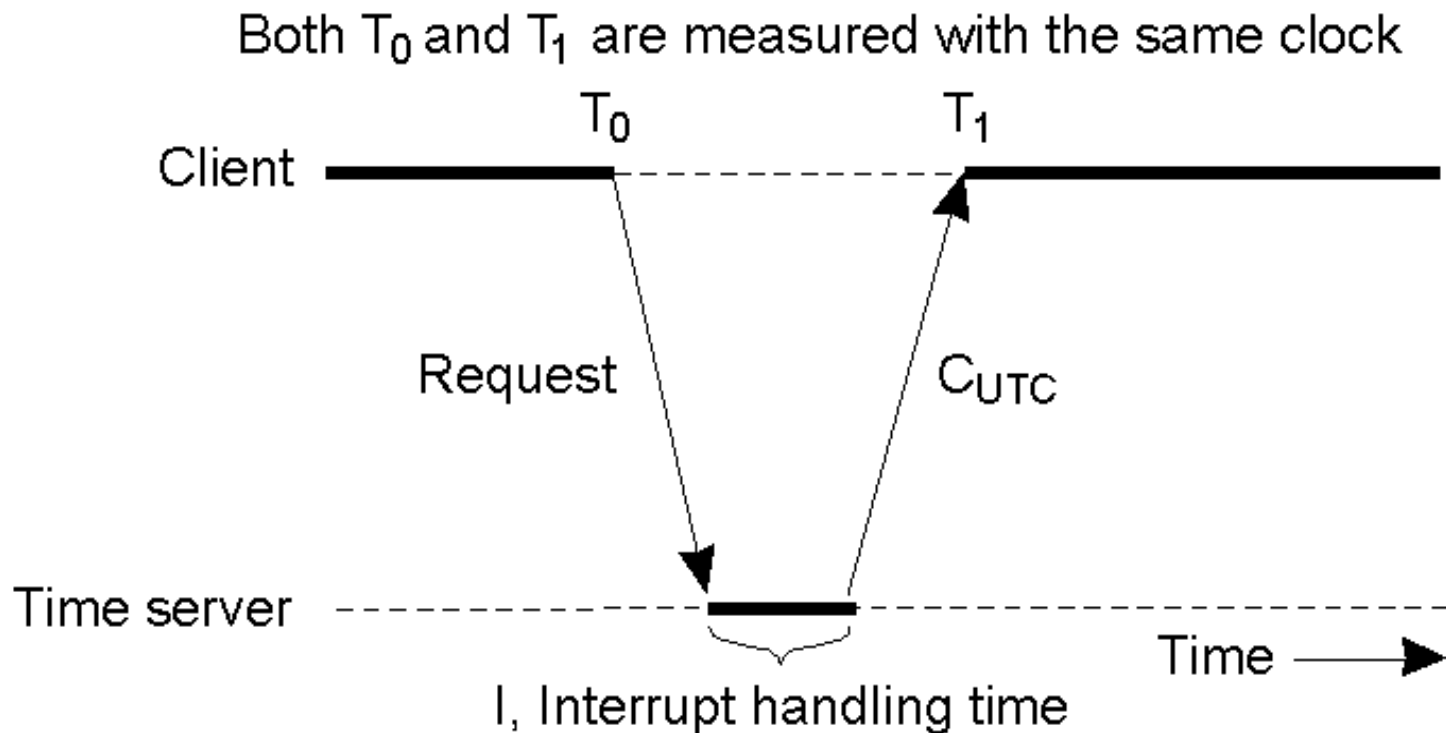 Both T₀ and T₁ are measured with the same clock
T₀ T₁
Client
Request C_UTC
Time server
Time
I, Interrupt handling time